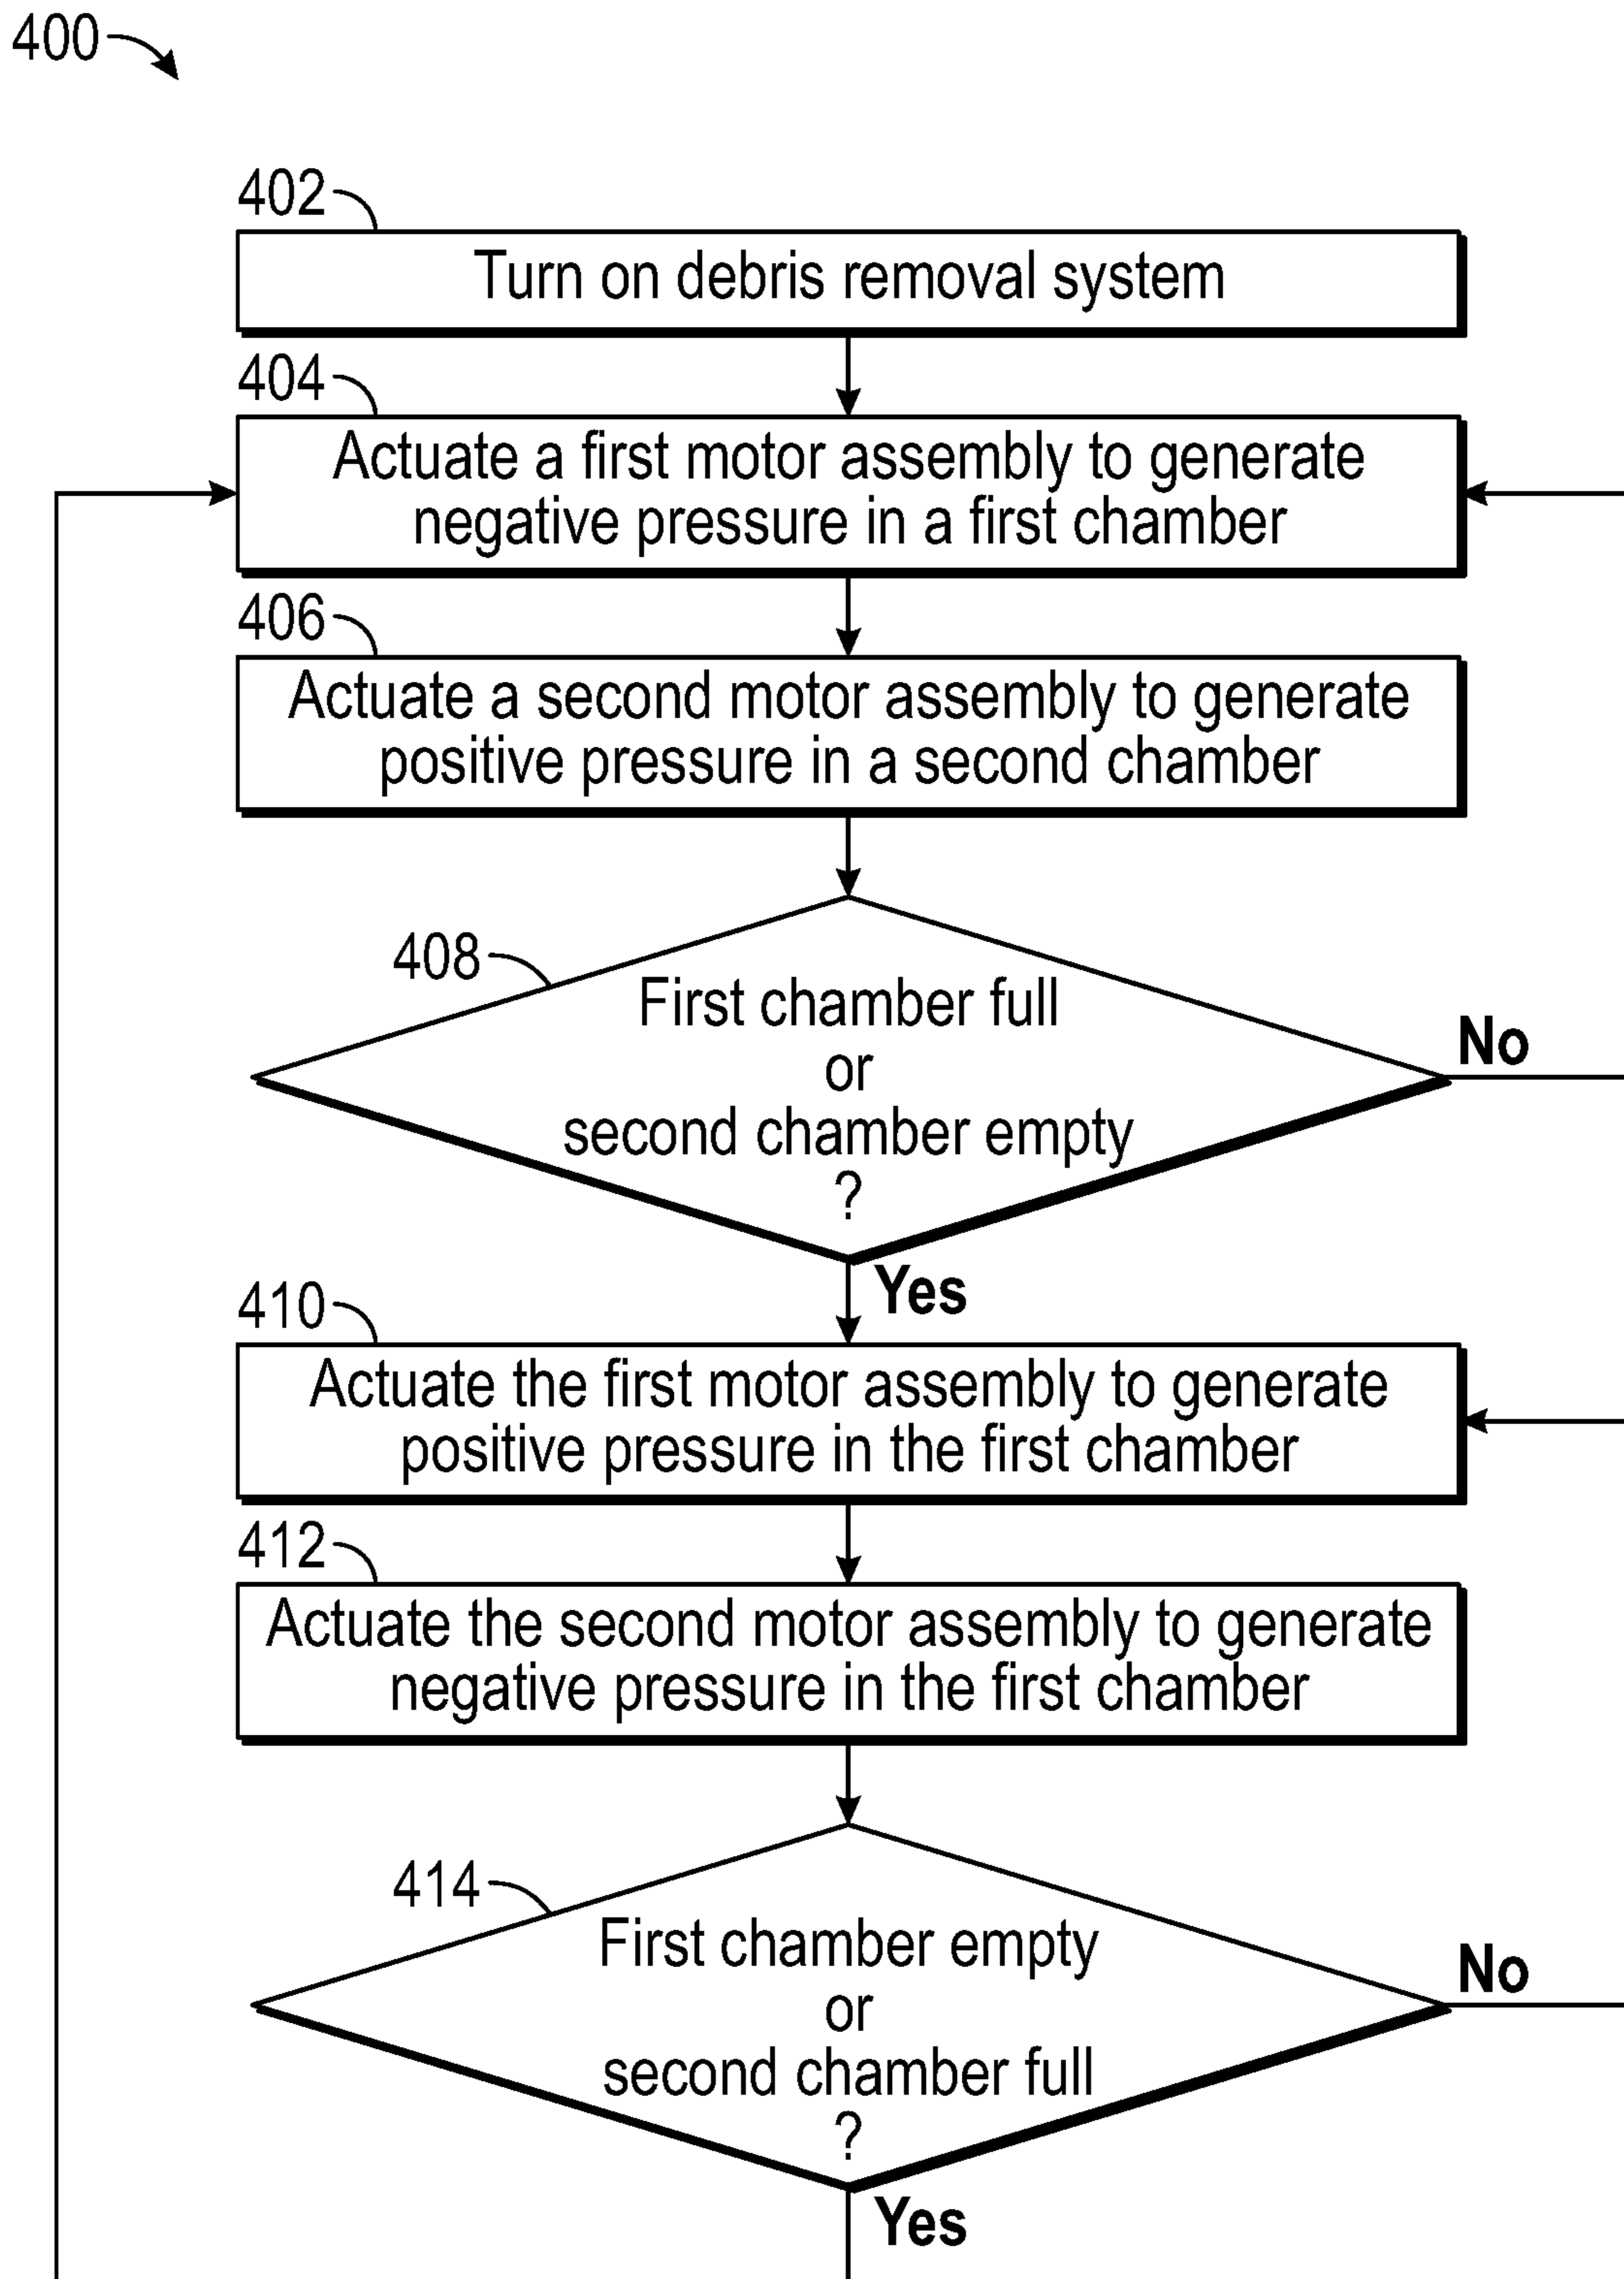 400
402
Turn on debris removal system
404
Actuate a first motor assembly to generate
negative pressure in a first chamber
406
Actuate a second motor assembly to generate
positive pressure in a second chamber
408
First chamber full
or
second chamber empty
?
No
Yes
410
Actuate the first motor assembly to generate
positive pressure in the first chamber
412
Actuate the second motor assembly to generate
negative pressure in the first chamber
414
First chamber empty
or
second chamber full
?
No
Yes